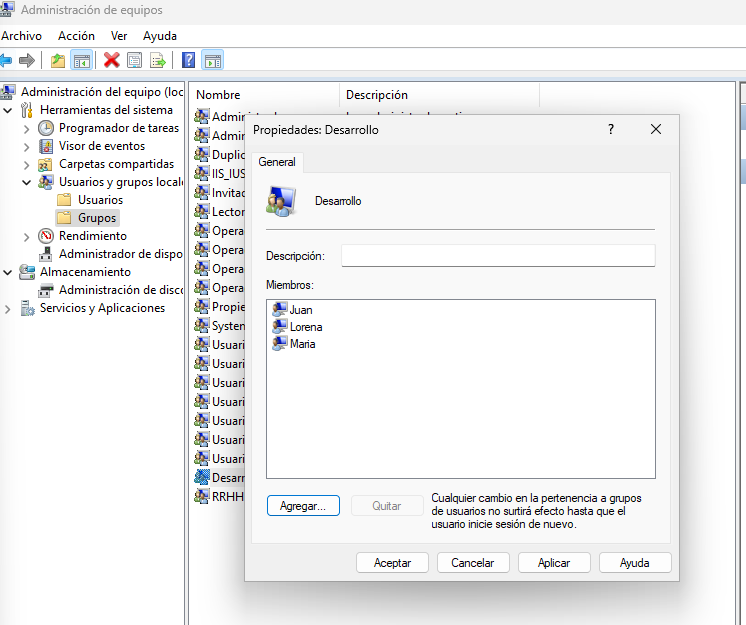 Administración de equipos
Archivo Acción Ver Ayuda
Administración del equipo (loc
Herramientas del sistema
Programador de tareas
Visor de eventos
Carpetas compartidas
Usuarios y grupos locale
Usuarios
Grupos
Rendimiento
Administrador de dispo
Almacenamiento
Administración de disco
Servicios y Aplicaciones
Nombre Descripción
Admini
Duplic
IIS_IUS
Invitac
Lector
Opera
Opera
Opera
Opera
Propie
System
Usuari
Usuari
Usuari
Usuari
Usuari
Usuari
Usuari
Desarr
RRHH
Propiedades: Desarrollo
?
General
Desarrollo
Descripción:
Miembros:
Juan
Lorena
Maria
Agregar... Quitar
Cualquier cambio en la pertenencia a grupos
de usuarios no surtirá efecto hasta que el
usuario inicie sesión de nuevo.
Aceptar Cancelar Aplicar Ayuda